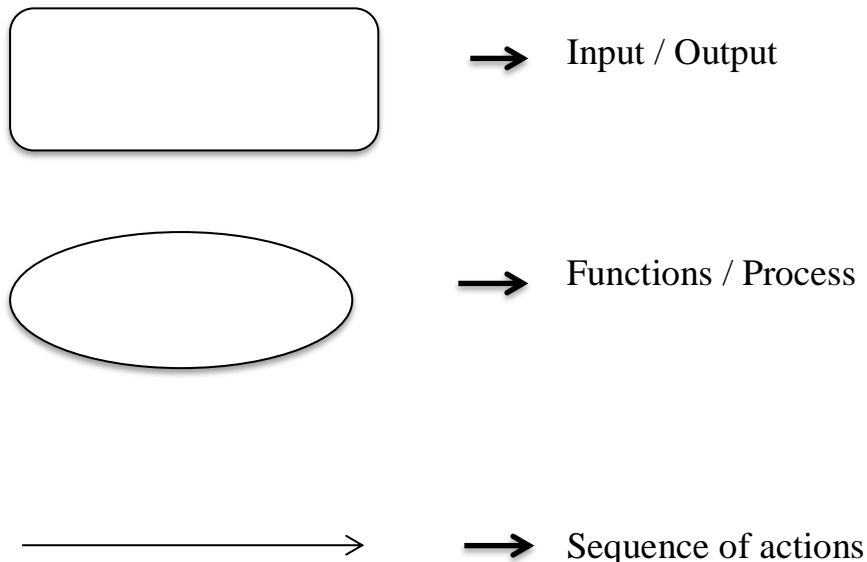 Input / Output
Functions / Process
Sequence of actions